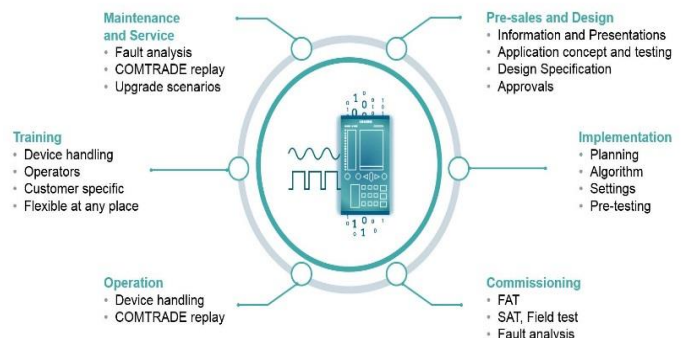 Maintenance
and Service
• Fault analysis
• COMTRADE replay
• Upgrade scenarios
Pre-sales and Design
• Information and Presentations
• Application concept and testing
• Design Specification
• Approvals
Training
• Device handling
• Operators
• Customer specific
• Flexible at any place
Implementation
• Planning
• Algorithm
• Settings
• Pre-testing
Operation
• Device handling
• COMTRADE replay
Commissioning
• FAT
• SAT, Field test
• Fault analysis